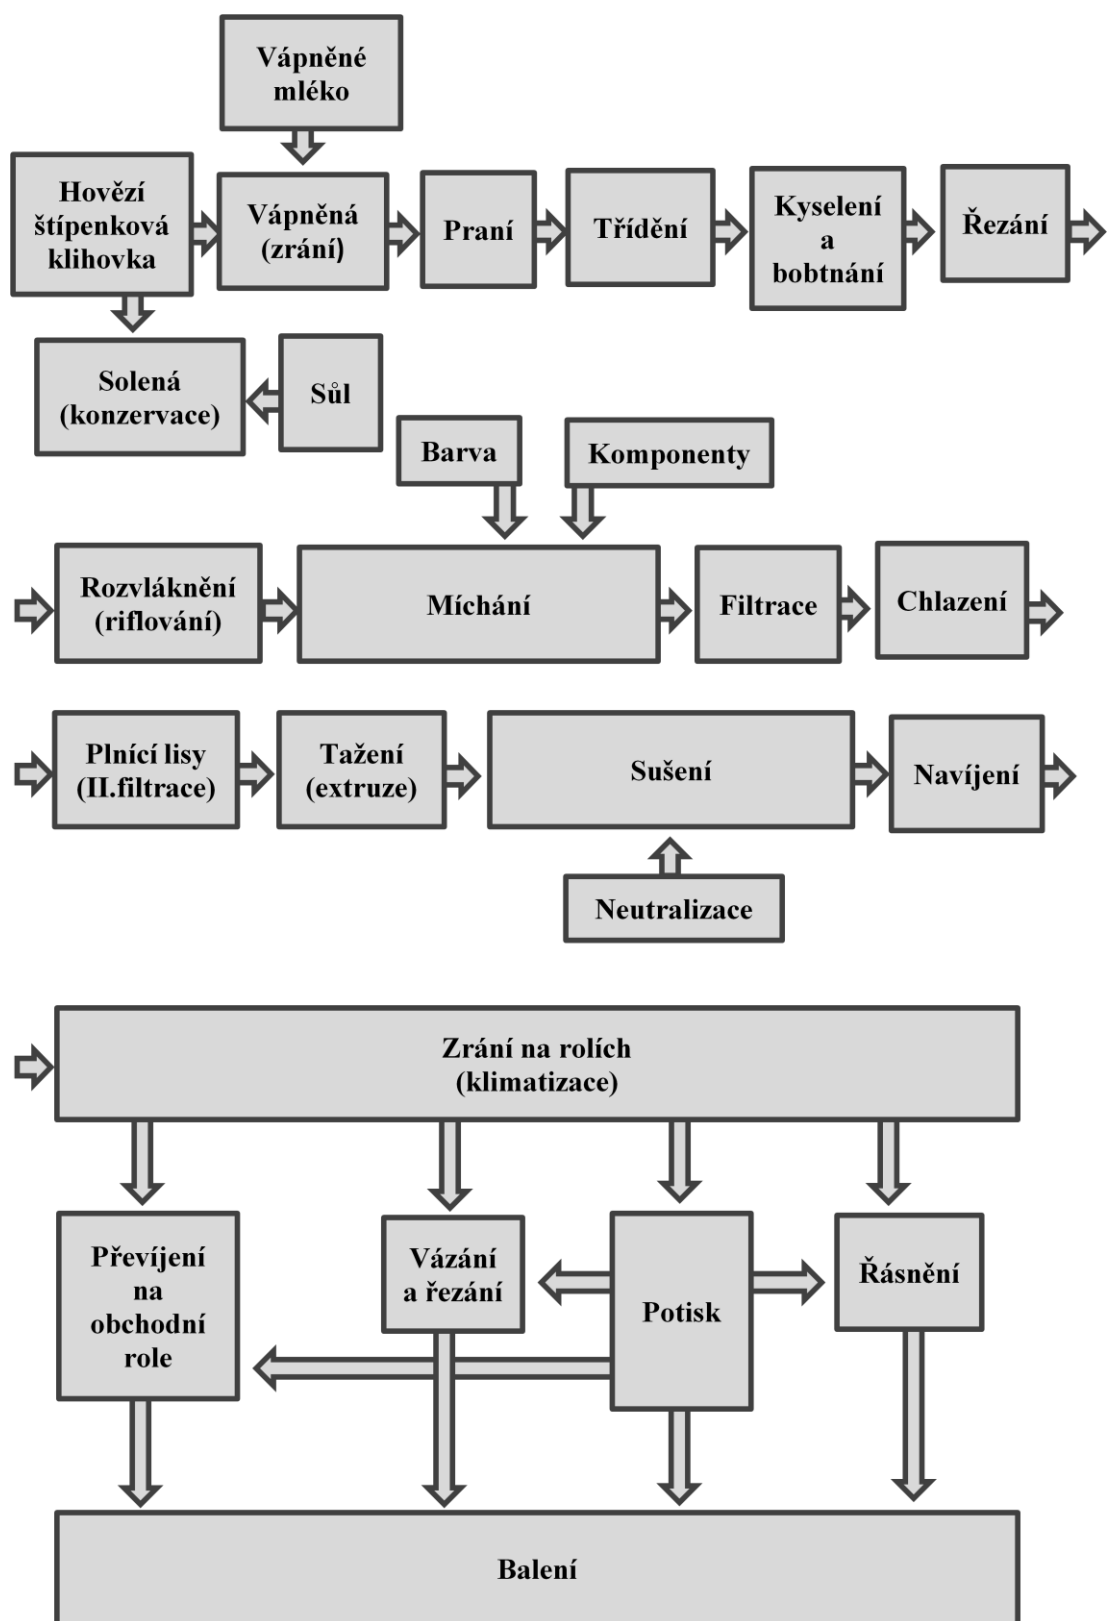 Vápněné
mléko
Hovězí
štípenková
klihovka
Vápněná
(zrání)
Praní
Třídění
Kyselení
a
bobtnání
Řezání
Solená
(konzervace)
Sůl
Barva
Komponenty
Rozvláknění
(riflování)
Míchání
Filtrace
Chlazení
Plnící lisy
(II.filtrace)
Tažení
(extruze)
Sušení
Navíjení
Neutralizace
Zrání na rolích
(klimatizace)
Převíjení
na
obchodní
role
Vázání
a řezání
Potisk
Řásnění
Balení